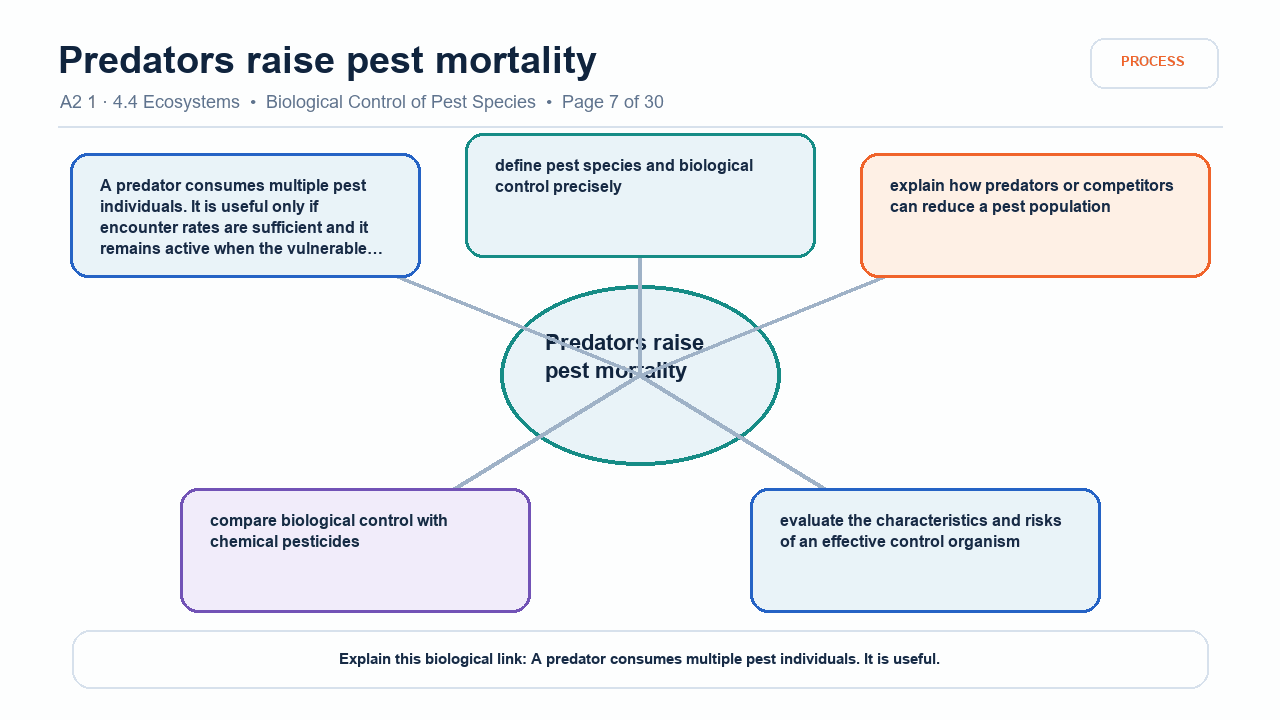 Predators raise pest mortality
PROCESS
A2 1 · 4.4 Ecosystems • Biological Control of Pest Species • Page 7 of 30
A predator consumes multiple pest
individuals. It is useful only if
encounter rates are sufficient and it
remains active when the vulnerable…
define pest species and biological
control precisely
explain how predators or competitors
can reduce a pest population
Predators raise
pest mortality
compare biological control with
chemical pesticides
evaluate the characteristics and risks
of an effective control organism
Explain this biological link: A predator consumes multiple pest individuals. It is useful.